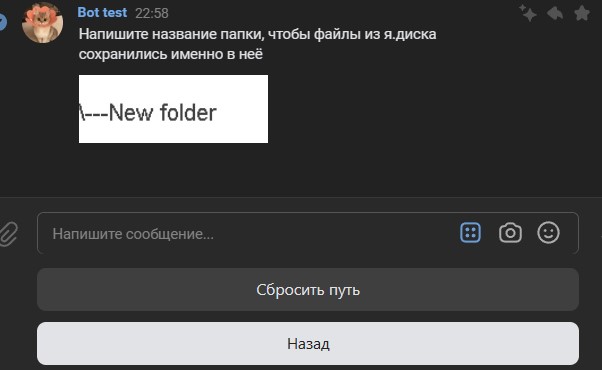 Bot test 22:58
Напишите название папки, чтобы файлы из я.диска
сохранились именно в неё
\---New folder
Напишите сообщение...
Сбросить путь
Назад